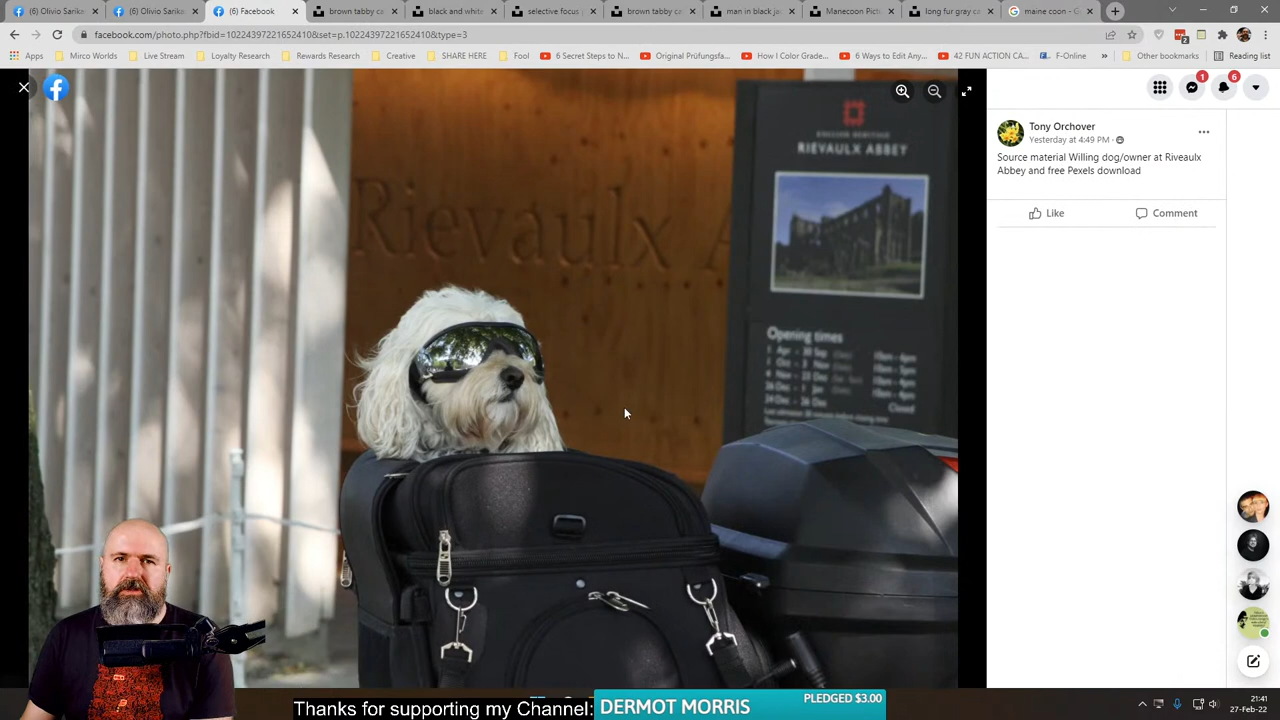 (6) Olivio Sarika
(6) Olivio Sarika
(6) Facebook
brown tabby ca
black and white
selective focus
brown tabby ca
man in black jac
Mainecoon Pict
long fur gray ca
maine coon - G
facebook.com/photo.php?fbid=10224397221652410&set=p.10224397221652410&type=3
Apps
Mirco Worlds
Live Stream
Loyalty Research
Rewards Research
Creative
SHARE HERE
Fool
6 Secret Steps to N...
Original Prüfungsfa...
How I Color Grade...
6 Ways to Edit Any...
42 FUN ACTION CA...
F-Online
»
Other bookmarks
Reading list
1
6
Tony Orchover
Yesterday at 4:49 PM ·
Source material Willing dog/owner at Riveaulx
Abbey and free Pexels download
Like
Comment
ENGLISH HERITAGE
RIEVAULX ABBEY
Rievaulx A
Opening times
Closed
Thanks for supporting my Channel:
DERMOT MORRIS
PLEDGED $3.00
21:41
27-Feb-22